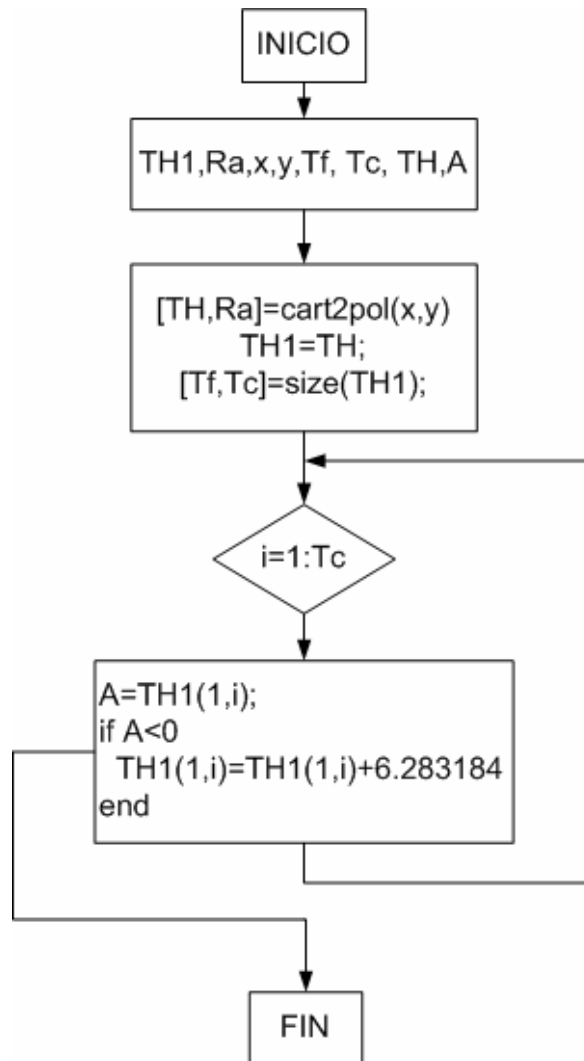 INICIO
TH1,Ra,x,y,Tf, Tc, TH,A
[TH,Ra]=cart2pol(x,y)
TH1=TH;
[Tf,Tc]=size(TH1);
i=1:Tc
A=TH1(1,i);
if A<0
TH1(1,i)=TH1(1,i)+6.283184
end
FIN